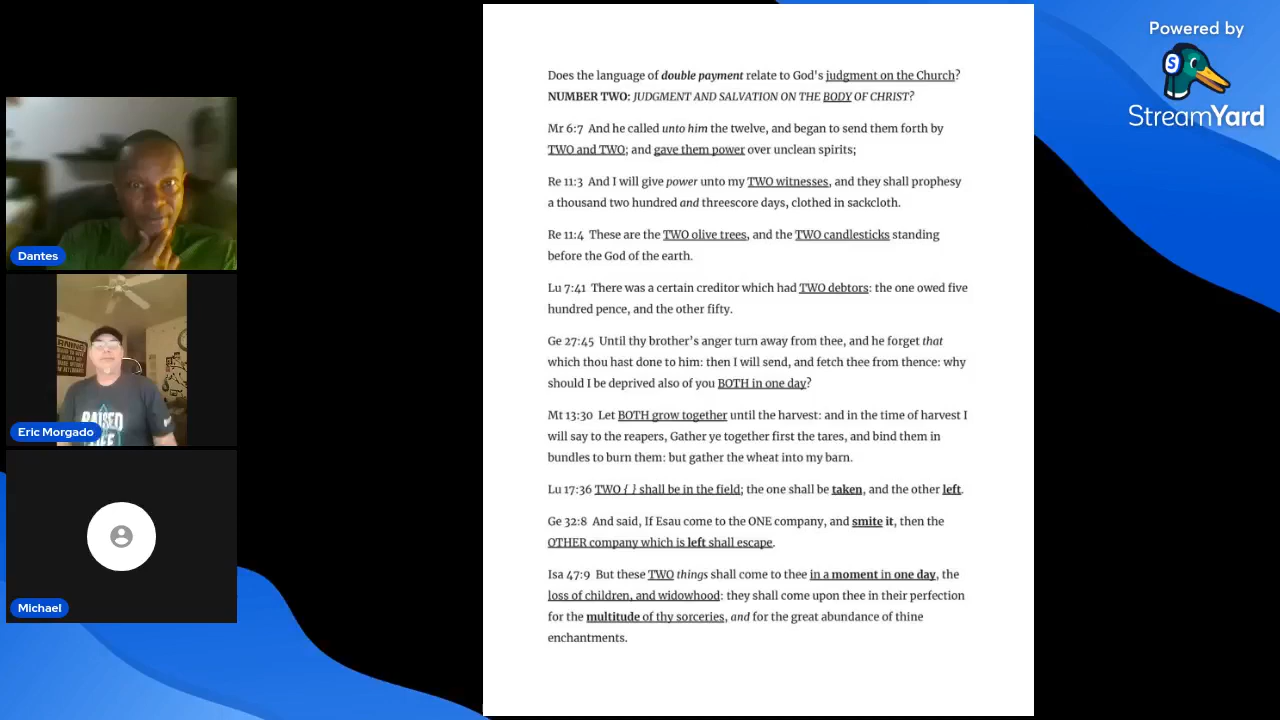 Powered by
StreamYard
Dantes
Eric Morgado
Michael
Does the language of double payment relate to God's judgment on the Church?
NUMBER TWO: JUDGMENT AND SALVATION ON THE BODY OF CHRIST?
Mr 6:7 And he called unto him the twelve, and began to send them forth by
TWO and TWO; and gave them power over unclean spirits;
Re 11:3 And I will give power unto my TWO witnesses, and they shall prophesy
a thousand two hundred and threescore days, clothed in sackcloth.
Re 11:4 These are the TWO olive trees, and the TWO candlesticks standing
before the God of the earth.
Lu 7:41 There was a certain creditor which had TWO debtors: the one owed five
hundred pence, and the other fifty.
Ge 27:45 Until thy brother's anger turn away from thee, and he forget that
which thou hast done to him: then I will send, and fetch thee from thence: why
should I be deprived also of you BOTH in one day?
Mt 13:30 Let BOTH grow together until the harvest: and in the time of harvest I
will say to the reapers, Gather ye together first the tares, and bind them in
bundles to burn them: but gather the wheat into my barn.
Lu 17:36 TWO { } shall be in the field; the one shall be taken, and the other left.
Ge 32:8 And said, If Esau come to the ONE company, and smite it, then the
OTHER company which is left shall escape.
Isa 47:9 But these TWO things shall come to thee in a moment in one day, the
loss of children, and widowhood: they shall come upon thee in their perfection
for the multitude of thy sorceries, and for the great abundance of thine
enchantments.